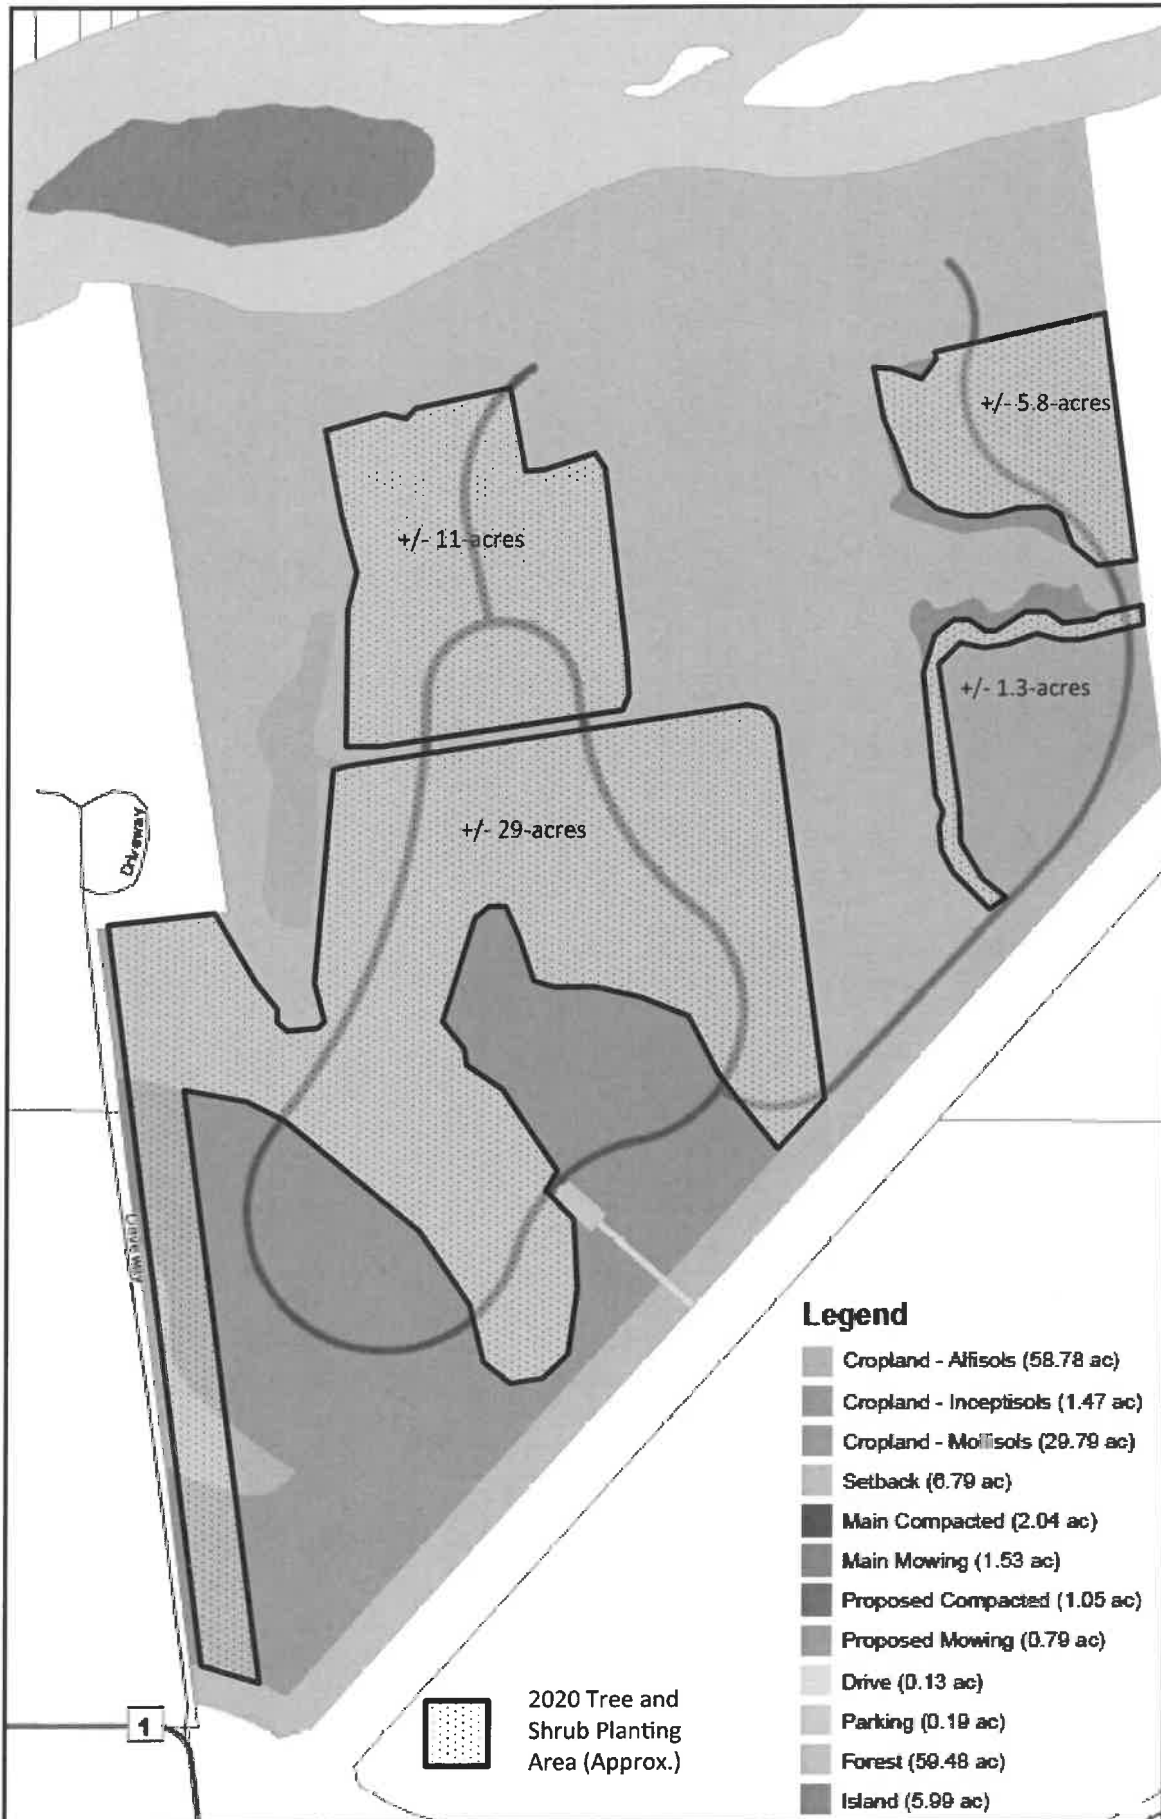 +/- 5.8-acres
+/- 11-acres
+/- 1.3-acres
+/- 29-acres
Driveway
Driveway
Legend
Cropland - Alfisols (58.78 ac)
Cropland - Inceptisols (1.47 ac)
Cropland - Mollisols (29.79 ac)
Setback (6.79 ac)
Main Compacted (2.04 ac)
Main Mowing (1.53 ac)
Proposed Compacted (1.05 ac)
Proposed Mowing (0.79 ac)
Drive (0.13 ac)
Parking (0.19 ac)
Forest (59.48 ac)
Island (5.99 ac)
2020 Tree and
Shrub Planting
Area (Approx.)
1